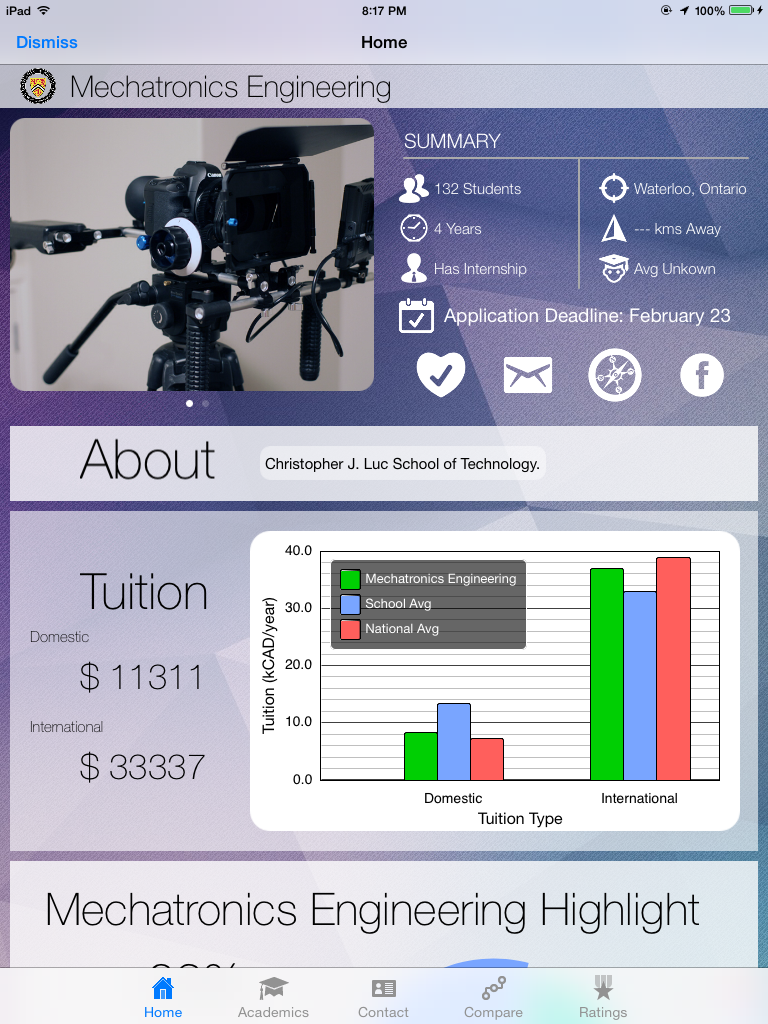 iPad 8:17 PM 100%
Dismiss Home
Mechatronics Engineering
Canon
SUMMARY
132 Students
Waterloo, Ontario
4 Years
--- kms Away
Has Internship
Avg Unkown
Application Deadline: February 23
About
Christopher J. Luc School of Technology.
Tuition
Domestic
$ 11311
International
$ 33337
Tuition (kCAD/year)
40.0
30.0
20.0
10.0
0.0
Mechatronics Engineering
School Avg
National Avg
Domestic International
Tuition Type
Mechatronics Engineering Highlight
Home Academics Contact Compare Ratings